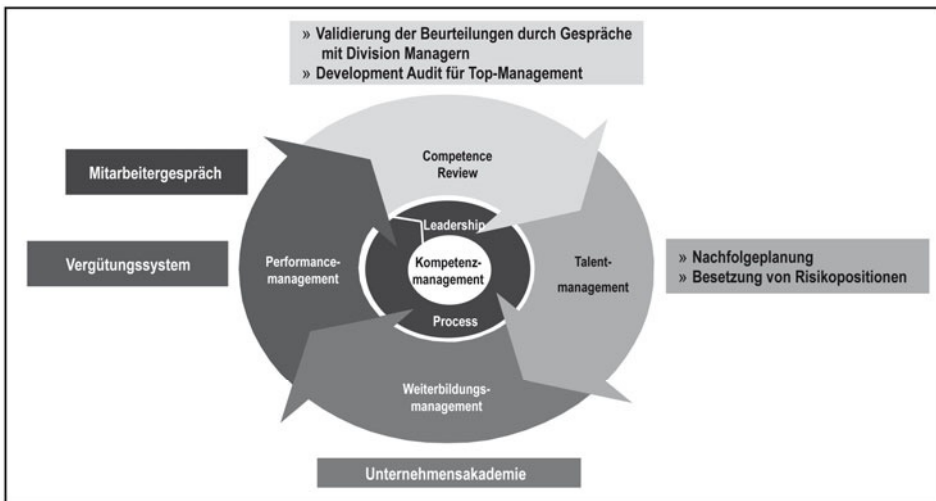 » Validierung der Beurteilungen durch Gespräche
mit Division Managern
» Development Audit für Top-Management
Mitarbeitergespräch
Competence
Review
Leadership
Vergütungssystem
Performance-
management
Kompetenz-
management
Talent-
management
» Nachfolgeplanung
» Besetzung von Risikopositionen
Process
Weiterbildungs-
management
Unternehmensakademie